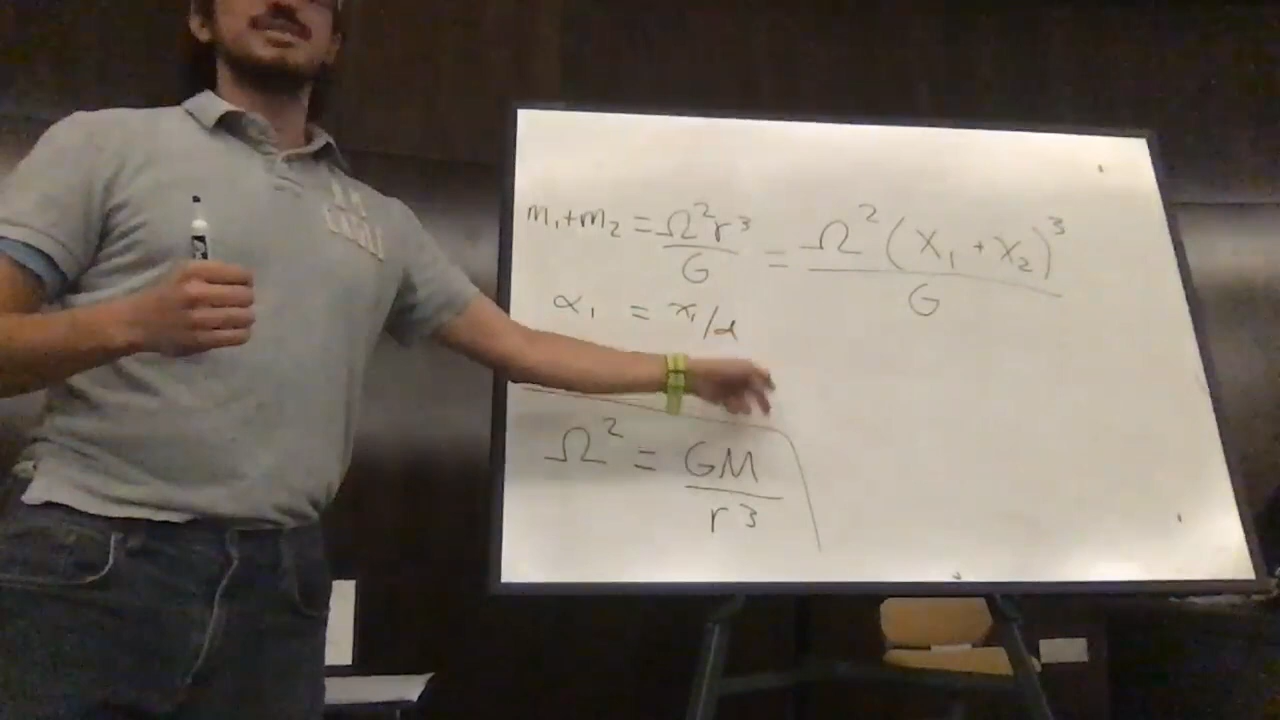 m₁+m₂ = Ω²r³/G = Ω²(x₁+x₂)³/G
α₁ = x₁/d
Ω² = GM/r³